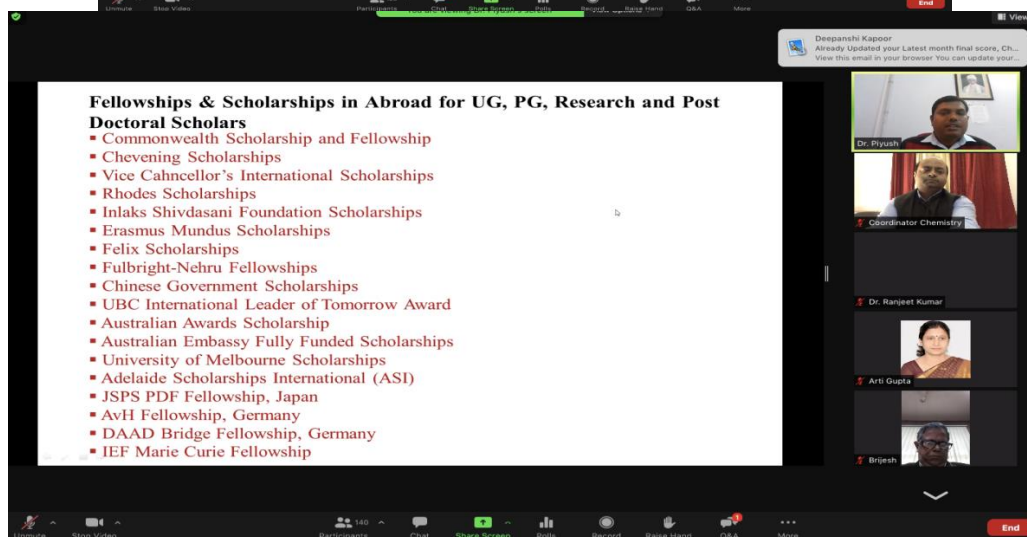 Unmute Stop Video Participants Chat Share Screen Polls Record Raise Hand Q&A More End
View
Deepanshi Kapoor
Already Updated your Latest month final score, Ch...
View this email in your browser You can update your...
Fellowships & Scholarships in Abroad for UG, PG, Research and Post
Doctoral Scholars
▪ Commonwealth Scholarship and Fellowship
▪ Chevening Scholarships
▪ Vice Cahncellor's International Scholarships
▪ Rhodes Scholarships
▪ Inlaks Shivdasani Foundation Scholarships
▪ Erasmus Mundus Scholarships
▪ Felix Scholarships
▪ Fulbright-Nehru Fellowships
▪ Chinese Government Scholarships
▪ UBC International Leader of Tomorrow Award
▪ Australian Awards Scholarship
▪ Australian Embassy Fully Funded Scholarships
▪ University of Melbourne Scholarships
▪ Adelaide Scholarships International (ASI)
▪ JSPS PDF Fellowship, Japan
▪ AvH Fellowship, Germany
▪ DAAD Bridge Fellowship, Germany
▪ IEF Marie Curie Fellowship
Dr. Piyush
Coordinator Chemistry
Dr. Ranjeet Kumar
Arti Gupta
Brijesh
140
1
Unmute Stop Video Participants Chat Share Screen Polls Record Raise Hand Q&A More End